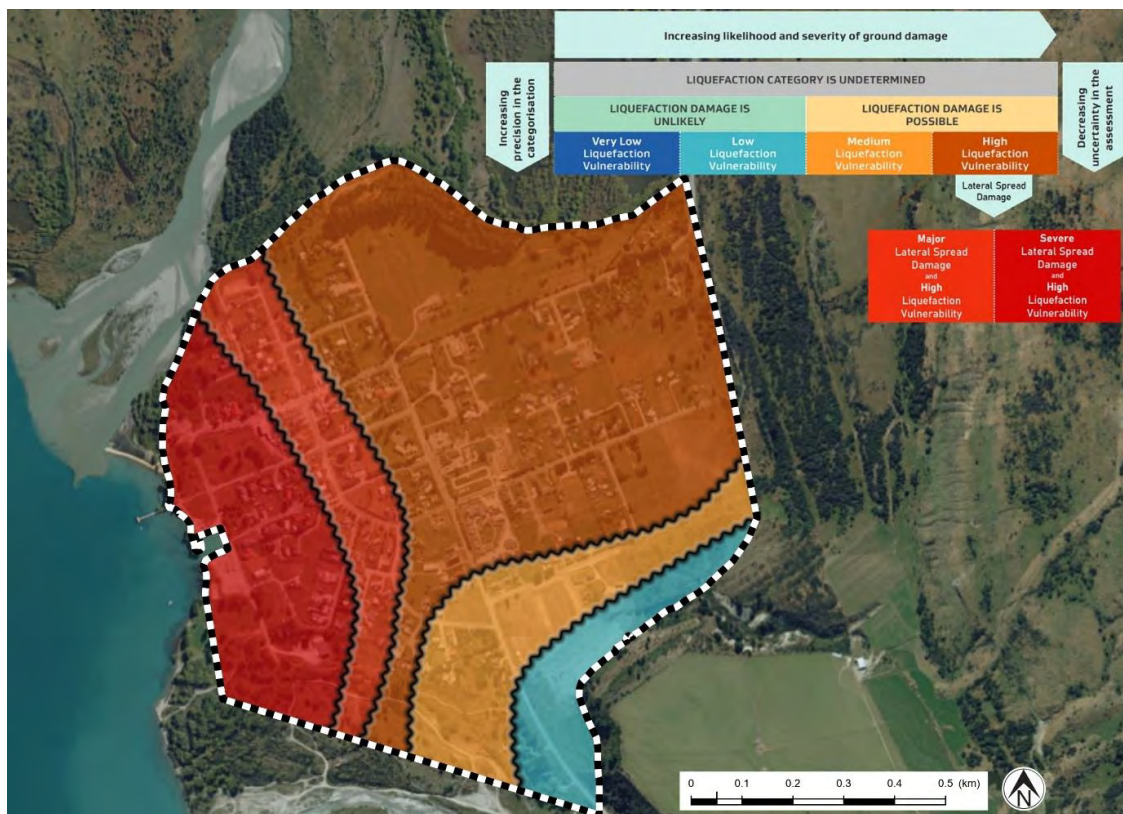 Increasing likelihood and severity of ground damage
Increasing
precision in the
categorisation
LIQUEFACTION CATEGORY IS UNDETERMINED
LIQUEFACTION DAMAGE IS
UNLIKELY
LIQUEFACTION DAMAGE IS
POSSIBLE
Very Low
Liquefaction
Vulnerability
Low
Liquefaction
Vulnerability
Medium
Liquefaction
Vulnerability
High
Liquefaction
Vulnerability
Decreasing
uncertainty in the
assessment
Lateral Spread
Damage
Major
Lateral Spread
Damage
and
High
Liquefaction
Vulnerability
Severe
Lateral Spread
Damage
and
High
Liquefaction
Vulnerability
0 0.1 0.2 0.3 0.4 0.5 (km)
N